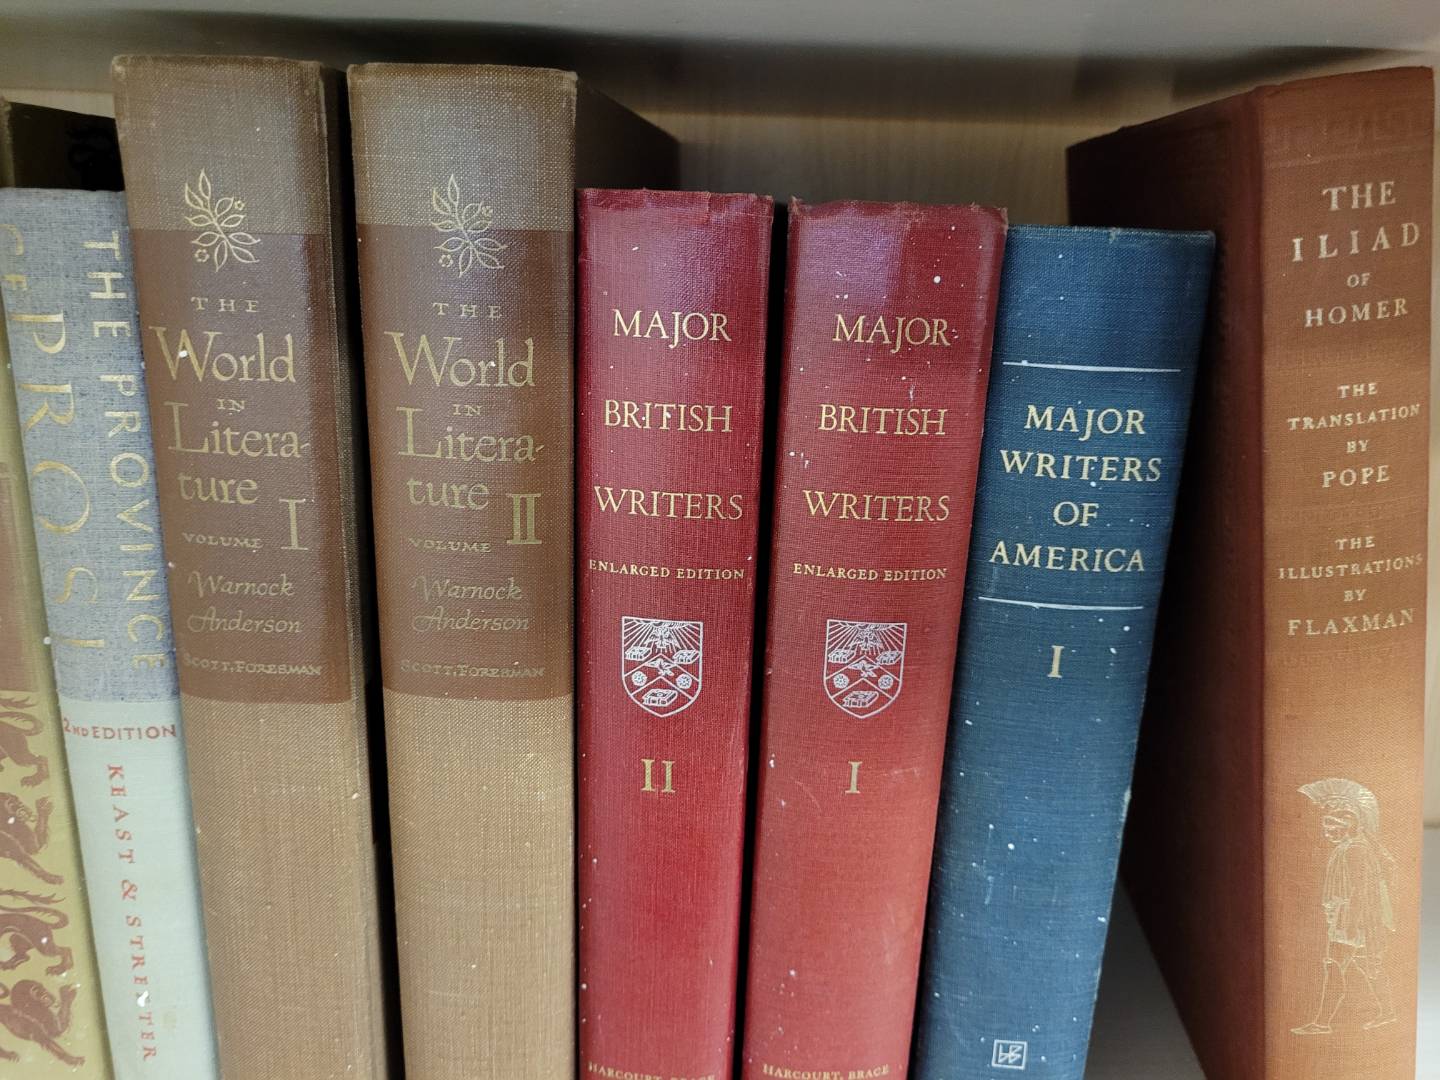 THE PROVINCE
OF PROSE
2ND EDITION
KEAST & STREETER
THE
World
IN
Litera-
ture
VOLUME I
Warnock
Anderson
SCOTT, FORESMAN
THE
World
IN
Litera-
ture
VOLUME II
Warnock
Anderson
SCOTT, FORESMAN
MAJOR
BRITISH
WRITERS
ENLARGED EDITION
II
HARCOURT, BRACE
MAJOR
BRITISH
WRITERS
ENLARGED EDITION
I
HARCOURT, BRACE
MAJOR
WRITERS
OF
AMERICA
I
THE
ILIAD
OF
HOMER
THE
TRANSLATION
BY
POPE
THE
ILLUSTRATIONS
BY
FLAXMAN